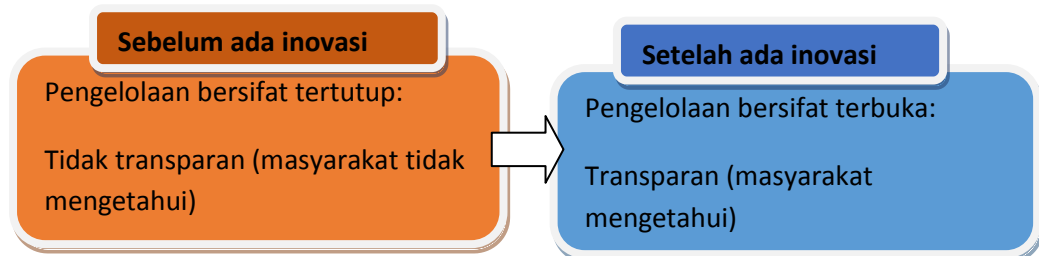 Sebelum ada inovasi
Pengelolaan bersifat tertutup:
Tidak transparan (masyarakat tidak
mengetahui)
Setelah ada inovasi
Pengelolaan bersifat terbuka:
Transparan (masyarakat
mengetahui)